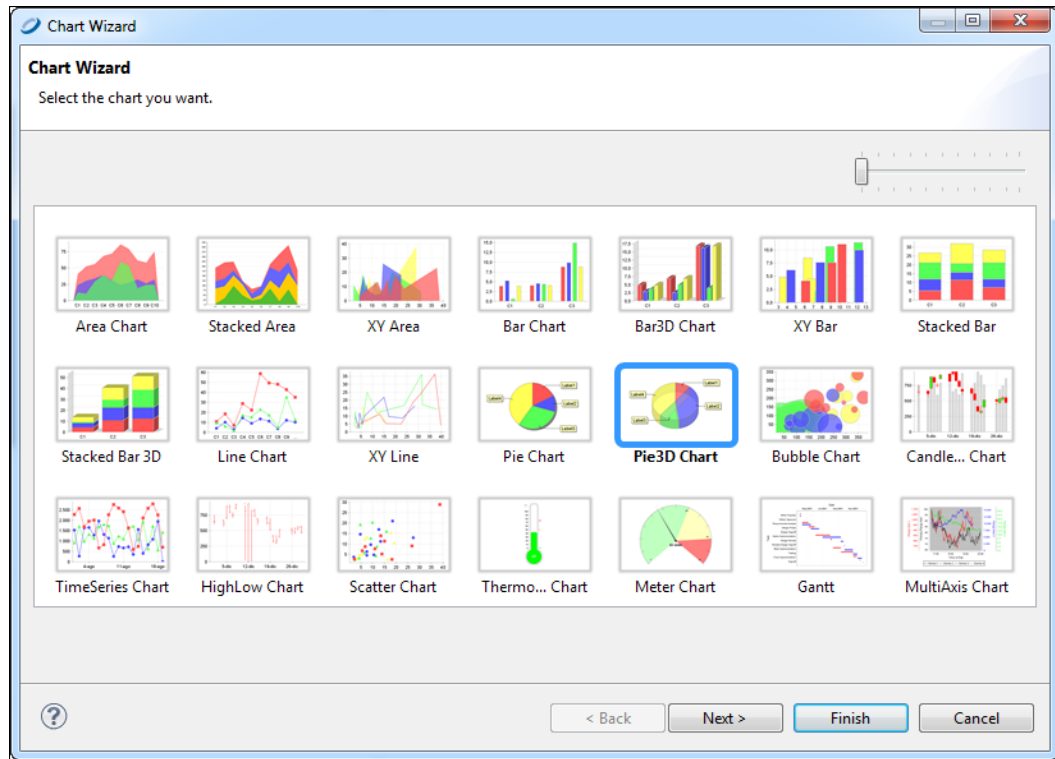 Chart Wizard
Chart Wizard
Select the chart you want.
Area Chart
Stacked Area
XY Area
Bar Chart
Bar3D Chart
XY Bar
Stacked Bar
Stacked Bar 3D
Line Chart
XY Line
Pie Chart
Pie3D Chart
Bubble Chart
Candle... Chart
TimeSeries Chart
HighLow Chart
Scatter Chart
Thermo... Chart
Meter Chart
Gantt
MultiAxis Chart
?
< Back
Next >
Finish
Cancel